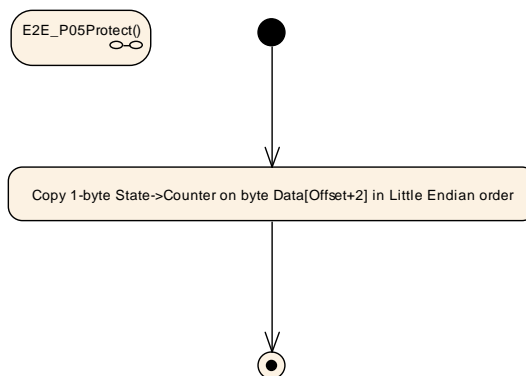 E2E_P05Protect()
Copy 1-byte State->Counter on byte Data[Offset+2] in Little Endian order